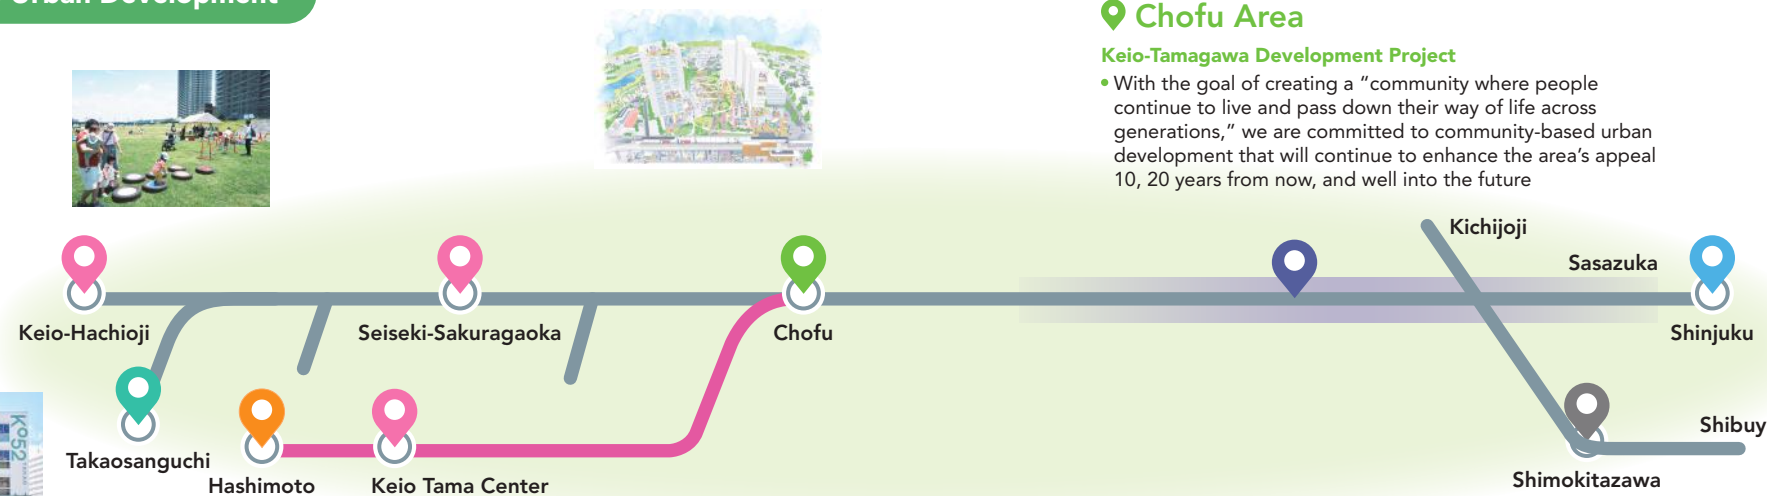 Urban Development
Chofu Area
Keio-Tamagawa Development Project
• With the goal of creating a “community where people
continue to live and pass down their way of life across
generations,” we are committed to community-based urban
development that will continue to enhance the area’s appeal
10, 20 years from now, and well into the future
Kichijoji
Sasazuka
Keio-Hachioji
Seiseki-Sakuragaoka
Chofu
Shinjuku
Takaosanguchi
Hashimoto
Keio Tama Center
Shibuy
Shimokitazawa
K°52